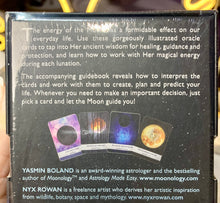 The energy of the Moon has a formidable effect on our
everyday life. Use these gorgeously illustrated oracle
cards to tap into Her ancient wisdom for healing, guidance and
protection, and learn how to work with Her magical energy
during each lunation.
The accompanying guidebook reveals how to interpret the cards
and work with them to create, plan and predict your
life. Whenever you need to make an important decision, just
pick a card and let the Moon guide you!
YASMIN BOLAND is an award-winning astrologer and the bestselling
author of Moonology™ and Astrology Made Easy. www.moonology.com
NYX ROWAN is a freelance artist who derives her artistic inspiration
from wildlife, botany, space and mythology. www.nyxrowan.com